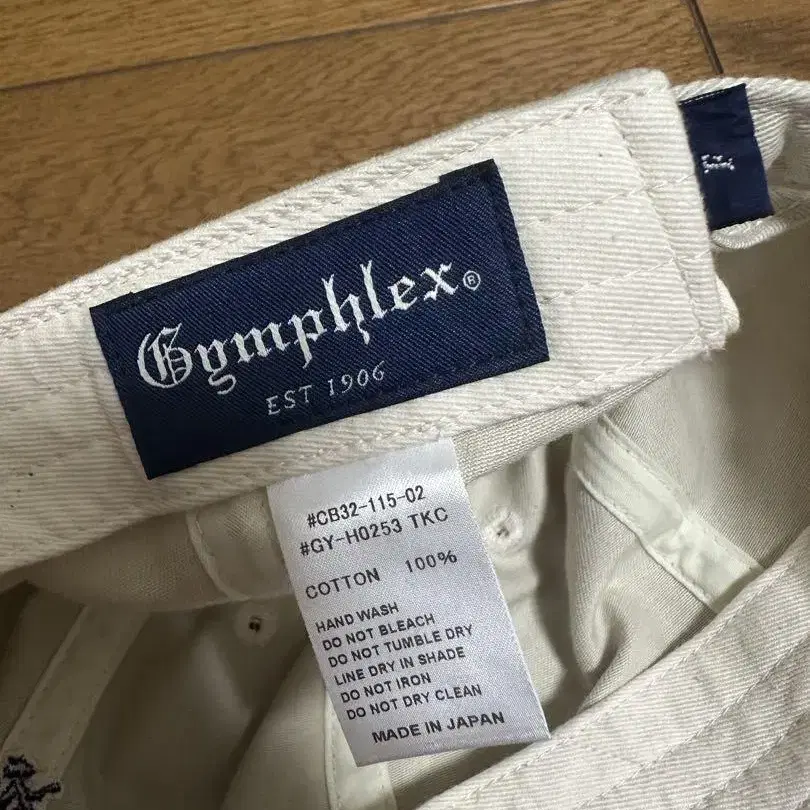 Gymphlex®
EST 1906
#CB32-115-02
#GY-H0253 TKC
COTTON 100%
HAND WASH
DO NOT BLEACH
DO NOT TUMBLE DRY
LINE DRY IN SHADE
DO NOT IRON
DO NOT DRY CLEAN
MADE IN JAPAN